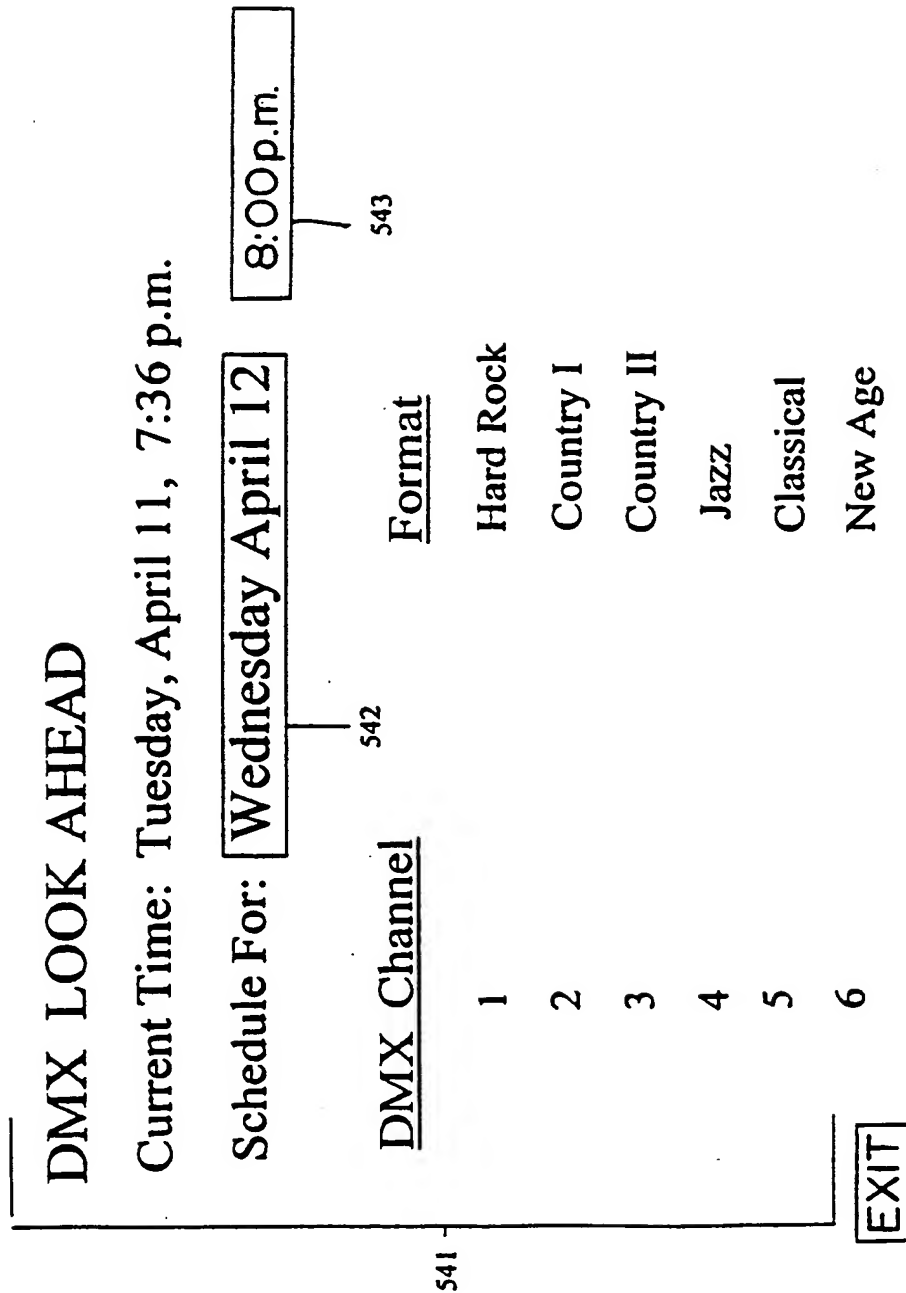 DMX LOOK AHEAD
Current Time: Tuesday, April 11, 7:36 p.m.
Schedule For: Wednesday April 12 8:00p.m.
542
543
DMX Channel Format
1 Hard Rock
2 Country I
3 Country II
4 Jazz
5 Classical
6 New Age
541
EXIT